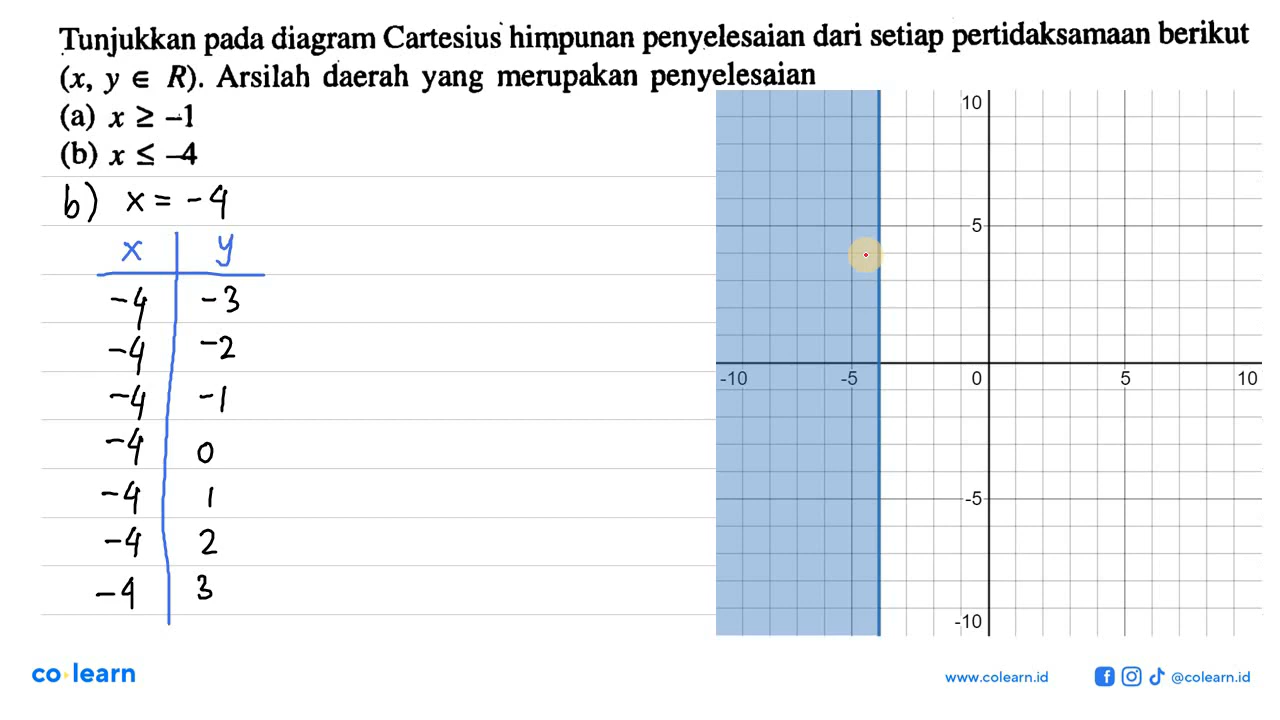 Tunjukkan pada diagram Cartesius himpunan penyelesaian dari setiap pertidaksamaan berikut
(x, y ∈ R). Arsilah daerah yang merupakan penyelesaian
(a) x ≥ -1
(b) x ≤ -4
b) x = -4
x y
-4 -3
-4 -2
-4 -1
-4 0
-4 1
-4 2
-4 3
10
5
-10 -5 0 5 10
-5
-10
co learn
www.colearn.id @colearn.id